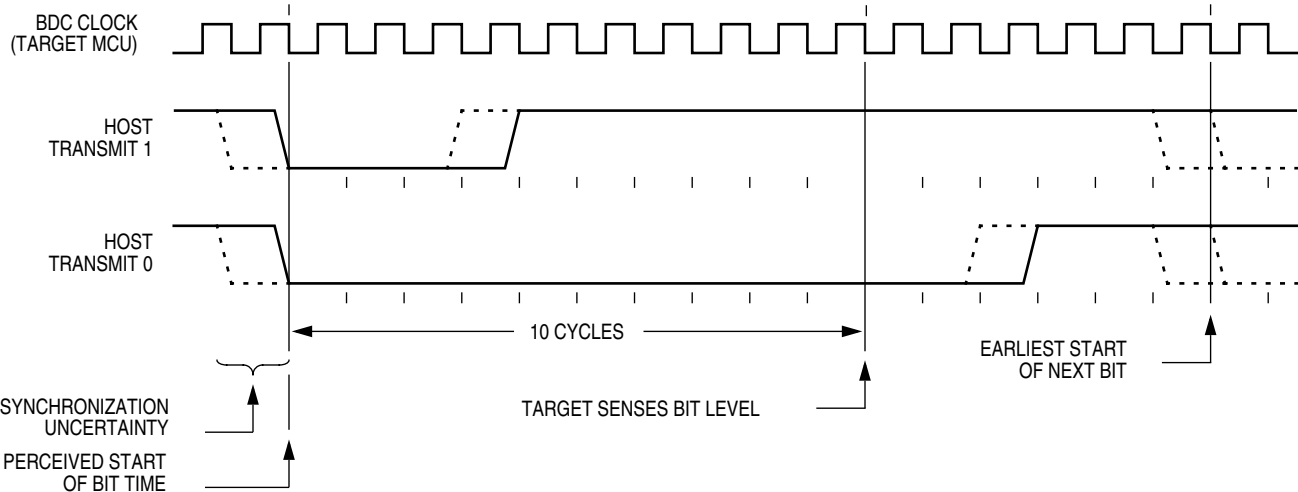 BDC CLOCK
(TARGET MCU)
HOST
TRANSMIT 1
HOST
TRANSMIT 0
10 CYCLES
EARLIEST START
OF NEXT BIT
SYNCHRONIZATION
UNCERTAINTY
TARGET SENSES BIT LEVEL
PERCEIVED START
OF BIT TIME